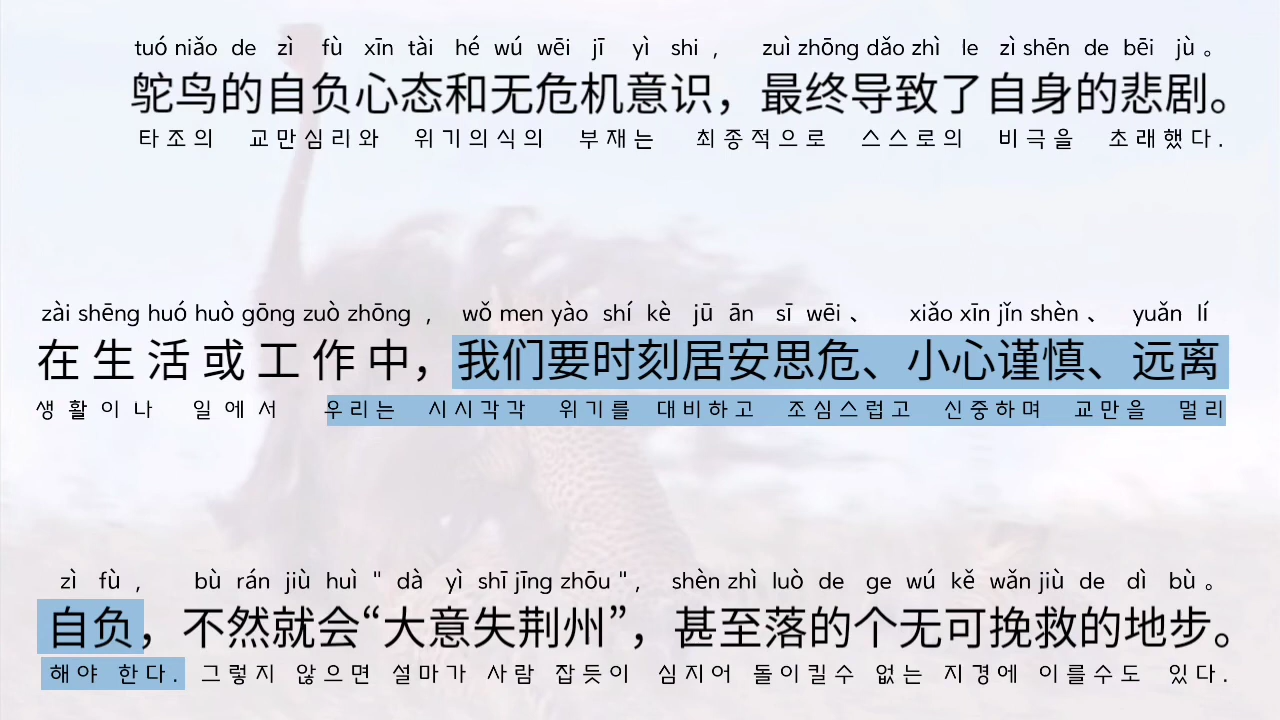 tuó niǎo de zì fù xīn tài hé wú wēi jī yì shi , zuì zhōng dǎo zhì le zì shēn de bēi jù 。
鸵鸟的自负心态和无危机意识，最终导致了自身的悲剧。
타조의 교만심리와 위기의식의 부재는 최종적으로 스스로의 비극을 초래했다.
zài shēng huó huò gōng zuò zhōng , wǒ men yào shí kè jū ān sī wēi 、 xiǎo xīn jǐn shèn 、 yuǎn lí
在生活或工作中，我们要时刻居安思危、小心谨慎、远离
생활이나 일에서 우리는 시시각각 위기를 대비하고 조심스럽고 신중하며 교만을 멀리
zì fù , bù rán jiù huì " dà yì shī jīng zhōu " , shèn zhì luò de ge wú kě wǎn jiù de dì bù 。
自负，不然就会“大意失荆州”，甚至落的个无可挽救的地步。
해야 한다. 그렇지 않으면 설마가 사람 잡듯이 심지어 돌이킬수 없는 지경에 이를수도 있다.